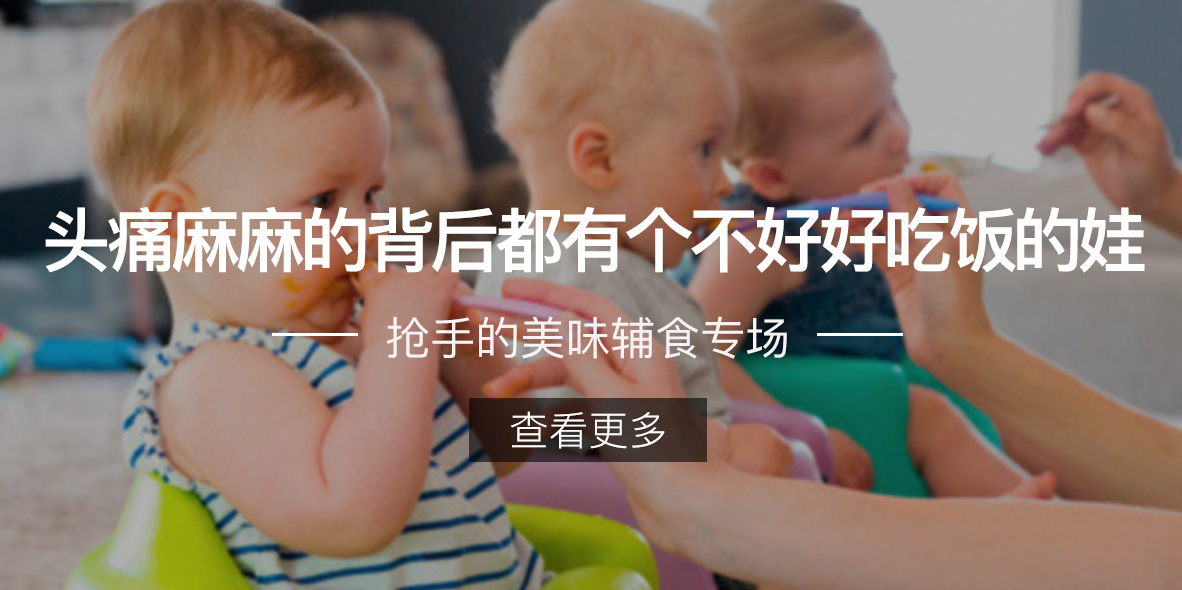 头痛麻麻的背后都有个不好好吃饭的娃
抢手的美味辅食专场
查看更多